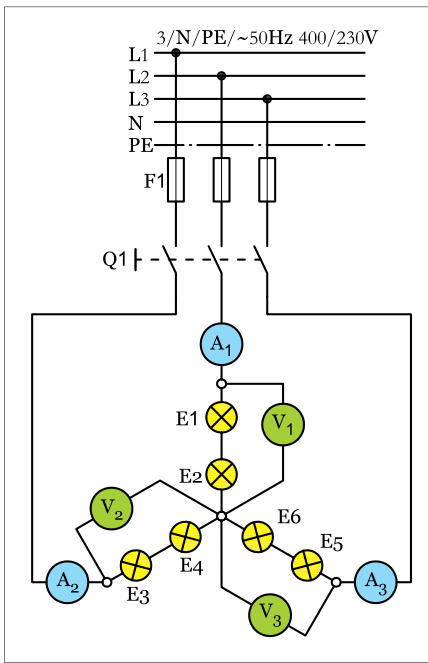 3/N/PE/~50Hz 400/230V
L1
L2
L3
N
PE
F1
Q1
A1
E1
V1
E2
V2
E6
E5
E4
E3
A2
A3
V3